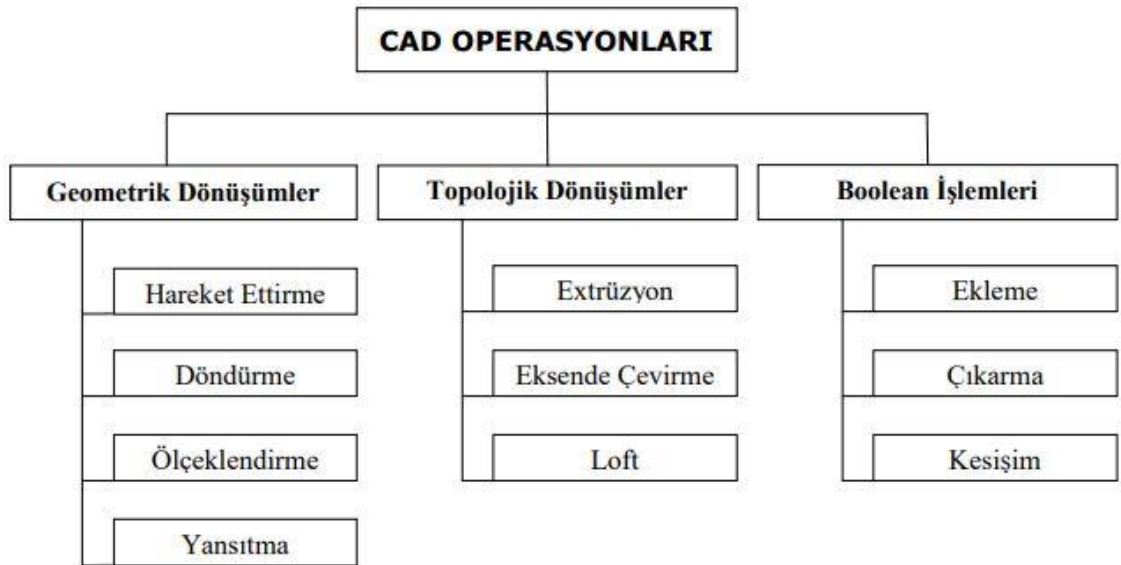 CAD OPERASYONLARI
Geometrik Dönüşümler
Hareket Ettirme
Döndürme
Ölçeklendirme
Yansıtma
Topolojik Dönüşümler
Extrüzyon
Eksende Çevirme
Loft
Boolean İşlemleri
Ekleme
Çıkarma
Kesişim